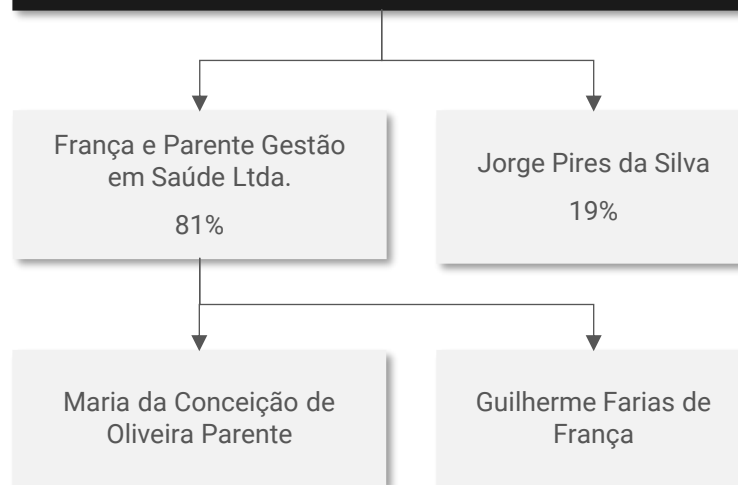 França e Parente Gestão
em Saúde Ltda.
81%
Jorge Pires da Silva
19%
Maria da Conceição de
Oliveira Parente
Guilherme Farias de
França